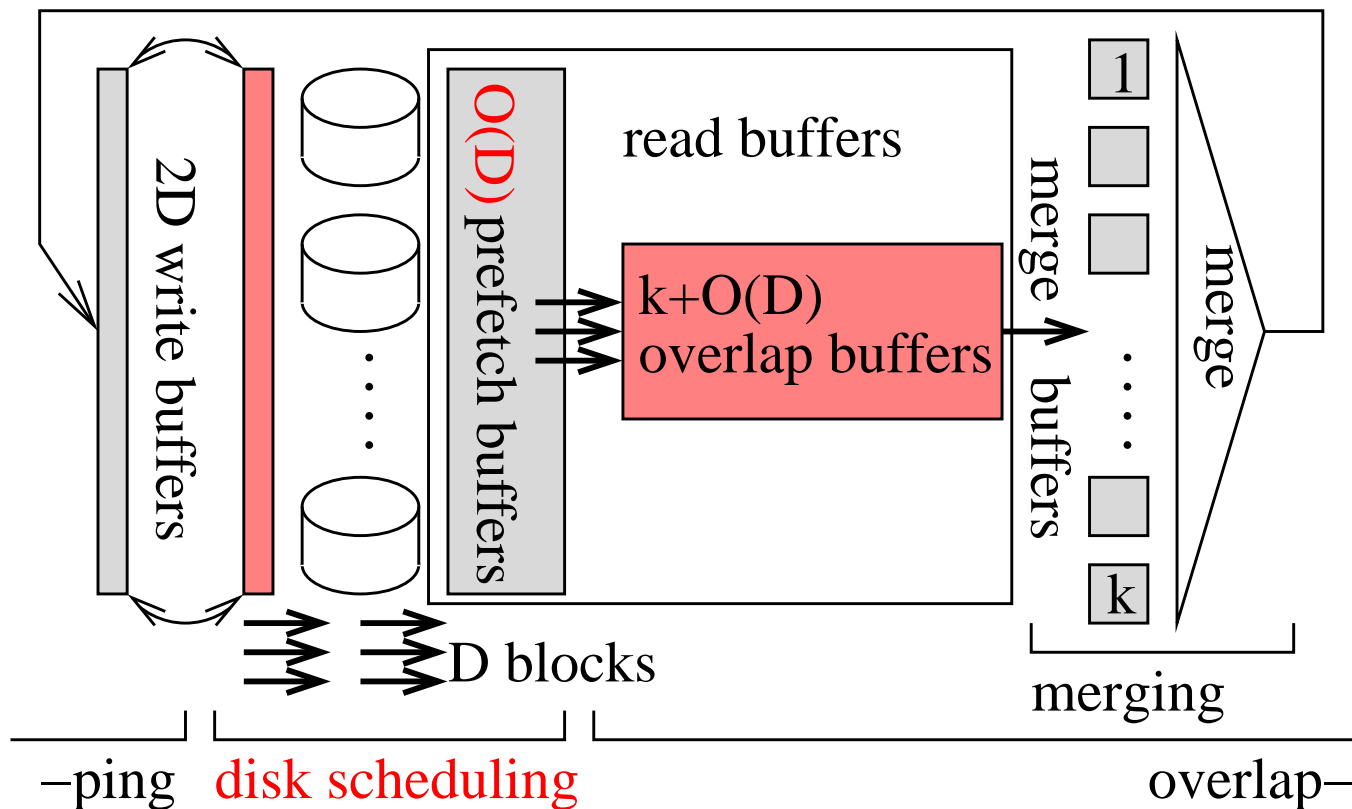 2D write buffers
O(D) prefetch buffers
read buffers
k+O(D)
overlap buffers
merge buffers
1
k
merge
D blocks
merging
–ping
disk scheduling
overlap–